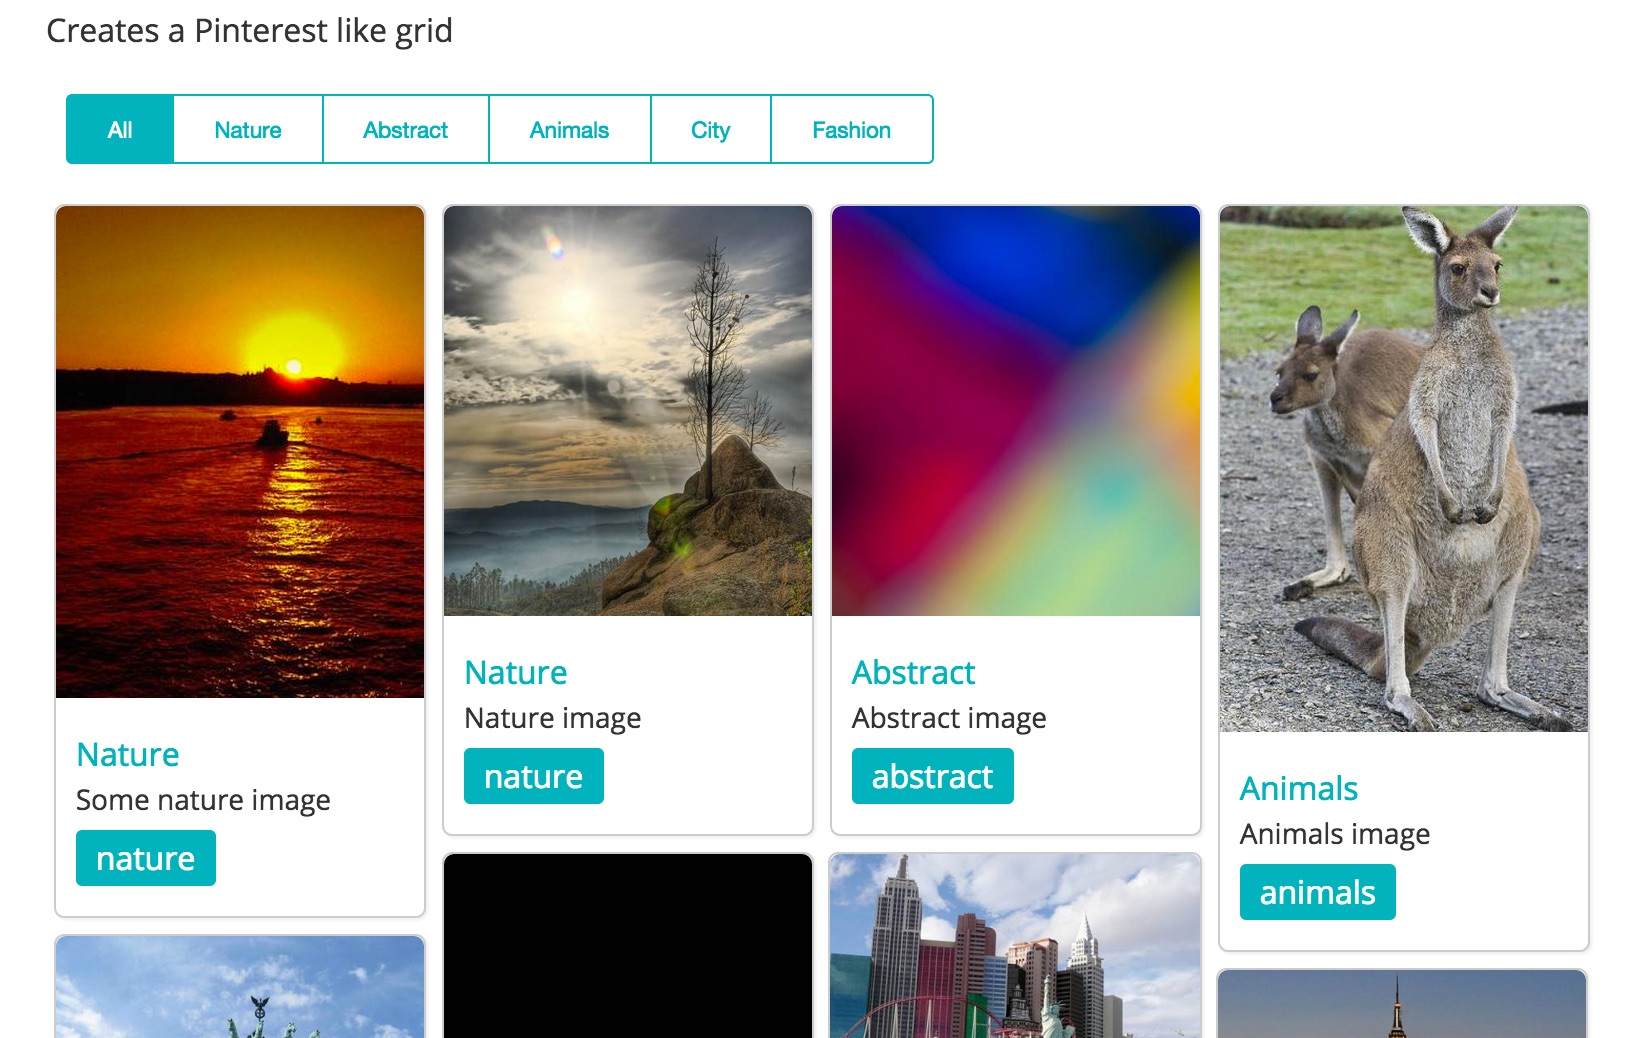 Creates a Pinterest like grid
All Nature Abstract Animals City Fashion
Nature
Some nature image
nature
Nature
Nature image
nature
Abstract
Abstract image
abstract
Animals
Animals image
animals